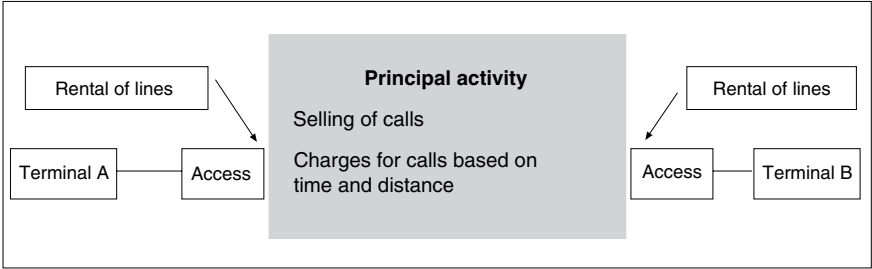 Principal activity
Rental of lines
Rental of lines
Selling of calls
Charges for calls based on
time and distance
Terminal A
Access
Access
Terminal B